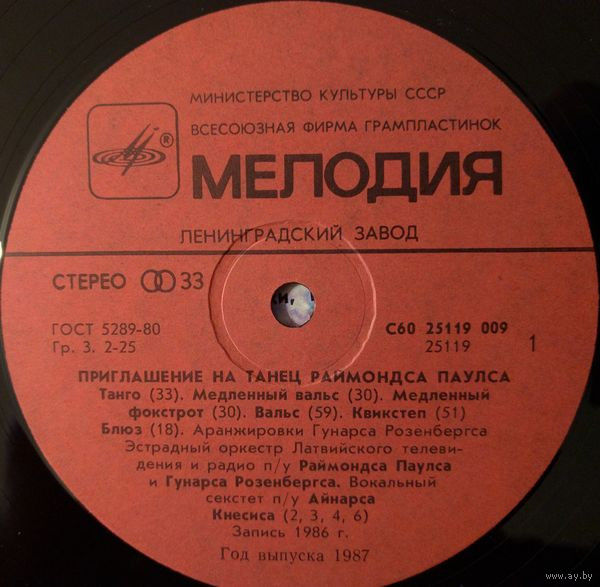 МИНИСТЕРСТВО КУЛЬТУРЫ СССР
ВСЕСОЮЗНАЯ ФИРМА ГРАМПЛАСТИНОК
®
МЕЛОДИЯ
ЛЕНИНГРАДСКИЙ ЗАВОД
СТЕРЕО 33
ГОСТ 5289-80
Гр. 3. 2-25
С60 25119 009
25119 1
ПРИГЛАШЕНИЕ НА ТАНЕЦ РАЙМОНДСА ПАУЛСА
Танго (33). Медленный вальс (30). Медленный
фокстрот (30). Вальс (59). Квикстеп (51)
Блюз (18). Аранжировки Гунарса Розенбергса
Эстрадный оркестр Латвийского телеви-
дения и радио п/у Раймондса Паулса
и Гунарса Розенбергса. Вокальный
секстет п/у Айнарса
Кнесиса (2, 3, 4, 6)
Запись 1986 г.
Год выпуска 1987
www.ay.by